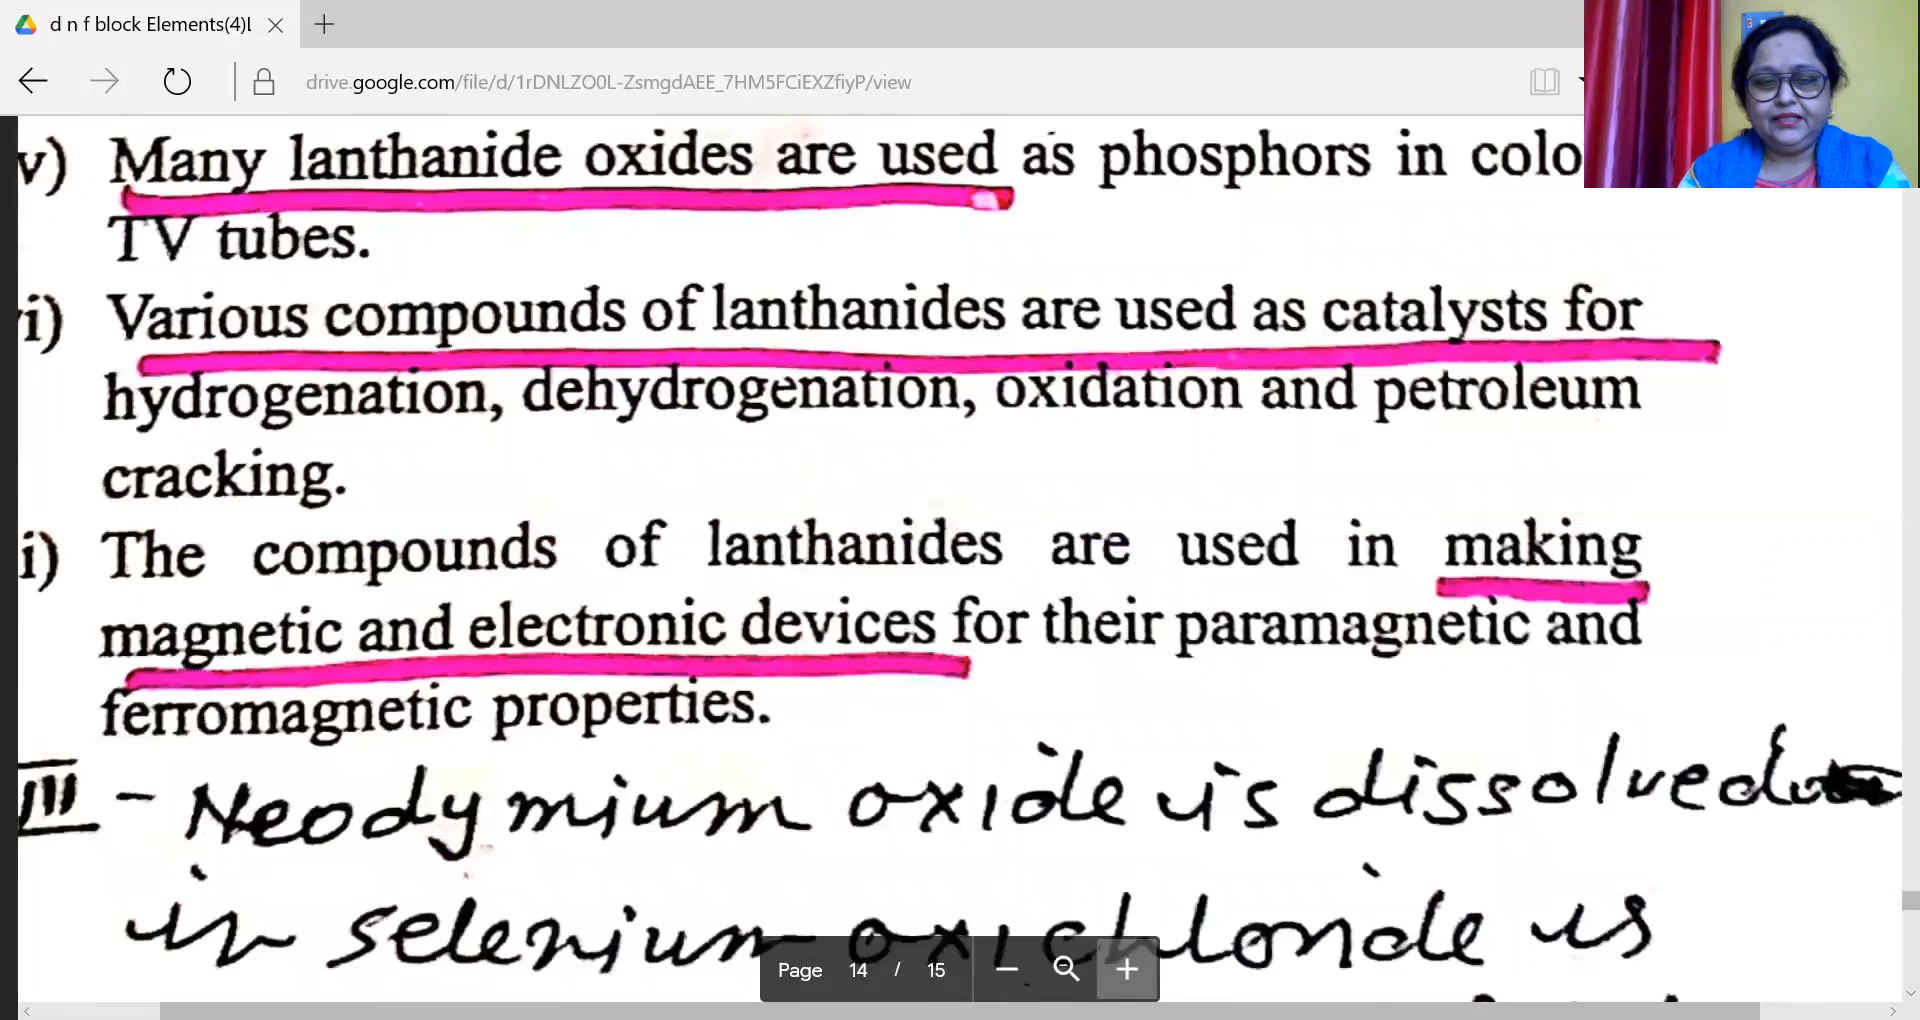 d n f block Elements(4)L
drive.google.com/file/d/1rDNLZO0L-ZsmgdAEE_7HM5FCiEXZfiyP/view
v) Many lanthanide oxides are used as phosphors in colo
TV tubes.
i) Various compounds of lanthanides are used as catalysts for
hydrogenation, dehydrogenation, oxidation and petroleum
cracking.
i) The compounds of lanthanides are used in making
magnetic and electronic devices for their paramagnetic and
ferromagnetic properties.
III - Neodymium oxide is dissolved
in selenium oxichloride is
Page 14 / 15